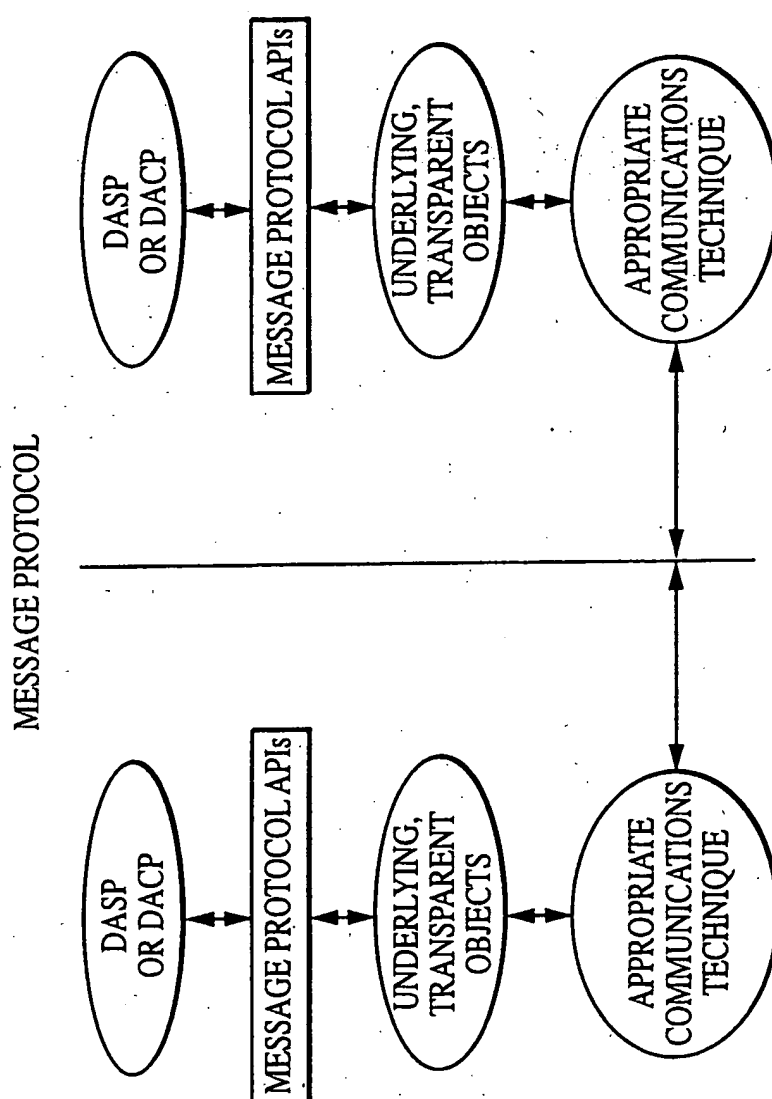 MESSAGE PROTOCOL
DASP
OR DACP
MESSAGE PROTOCOL APIs
UNDERLYING,
TRANSPARENT
OBJECTS
APPROPRIATE
COMMUNICATIONS
TECHNIQUE
DASP
OR DACP
MESSAGE PROTOCOL APIs
UNDERLYING,
TRANSPARENT
OBJECTS
APPROPRIATE
COMMUNICATIONS
TECHNIQUE